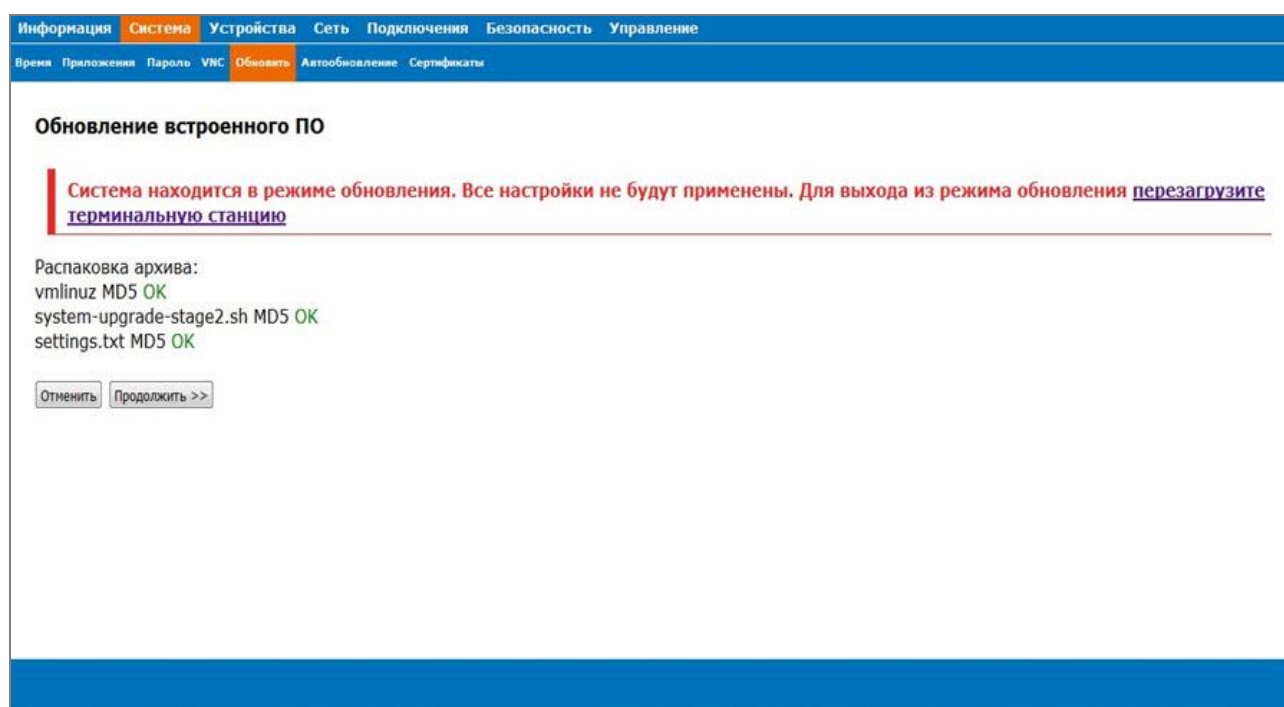 Информация Система Устройства Сеть Подключения Безопасность Управление
Время Приложения Пароль VNC Обновить Автообновление Сертификаты
Обновление встроенного ПО
Система находится в режиме обновления. Все настройки не будут применены. Для выхода из режима обновления перезагрузите
терминальную станцию
Распаковка архива:
vmlinuz MD5 OK
system-upgrade-stage2.sh MD5 OK
settings.txt MD5 OK
Отменить Продолжить >>